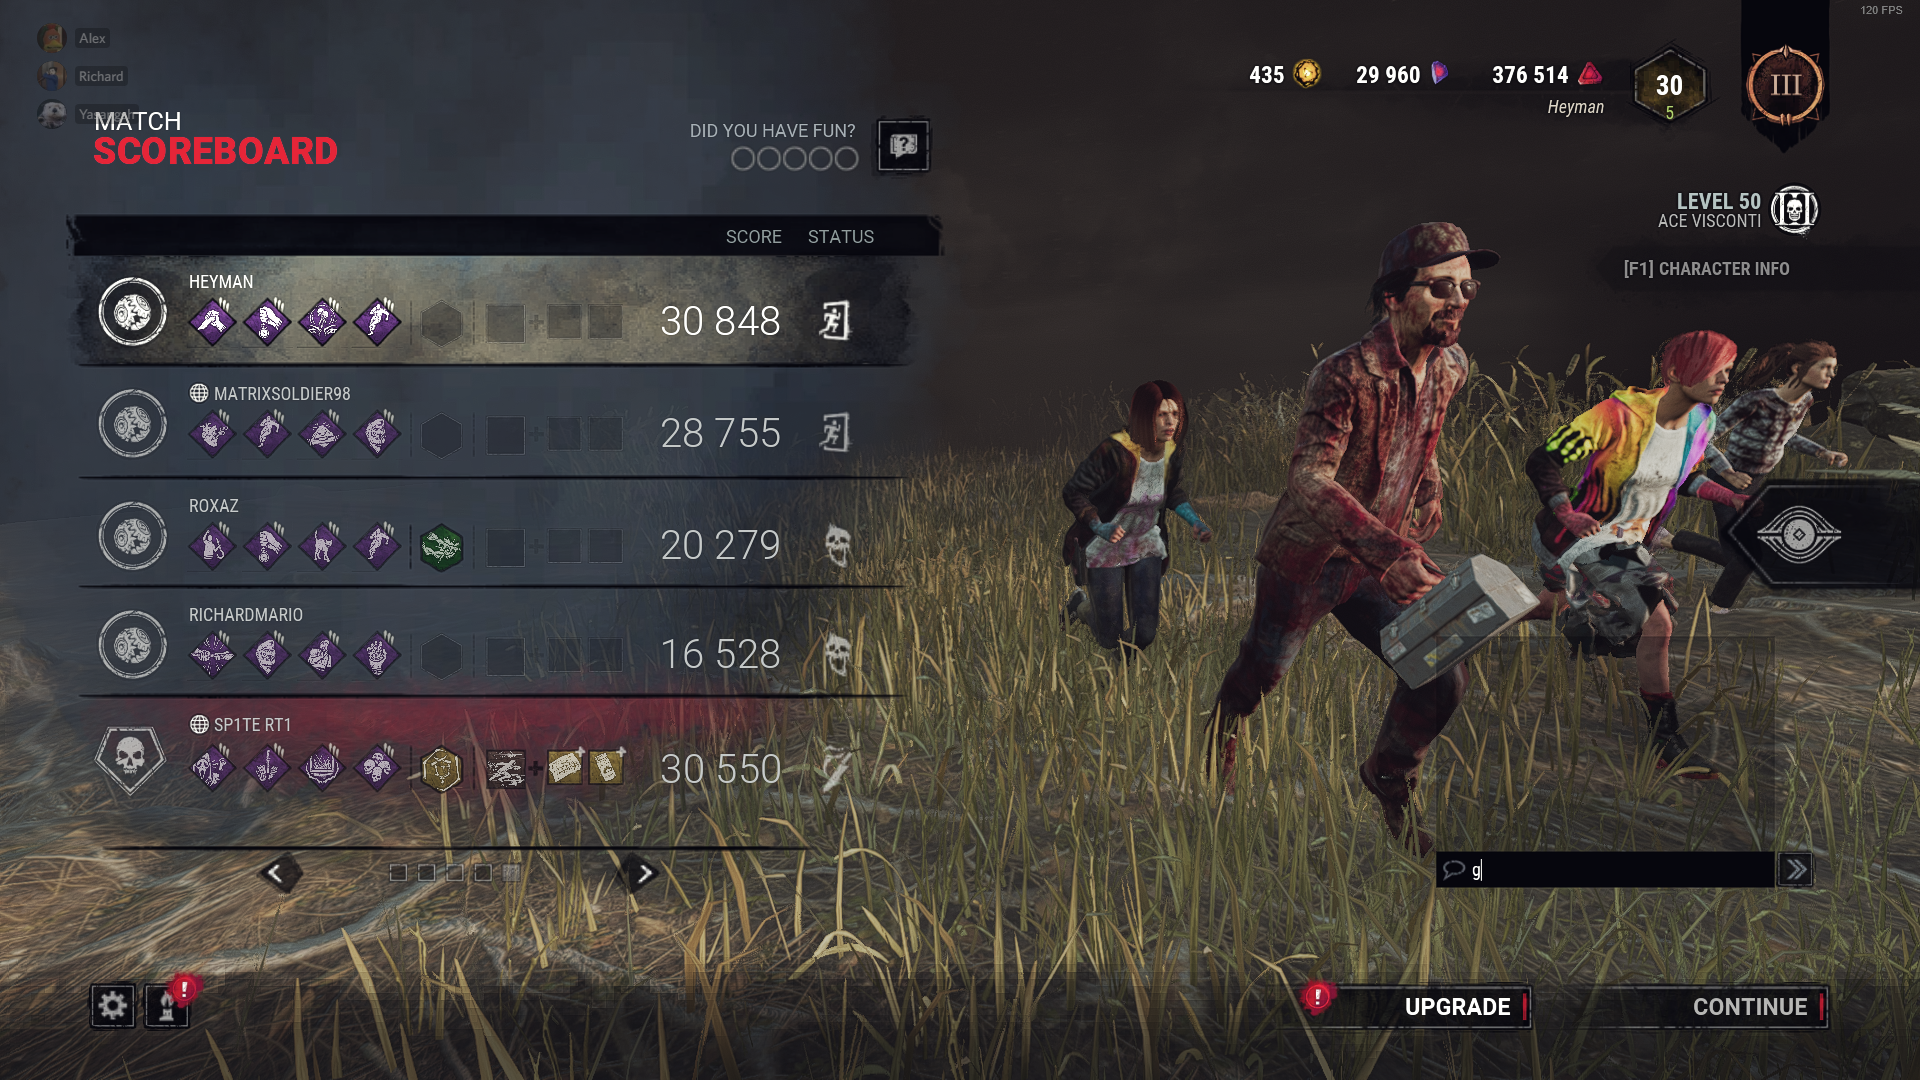 120 FPS
Alex
Richard
MATCH
SCOREBOARD
DID YOU HAVE FUN?
435
29 960
376 514
Heyman
30
5
III
LEVEL 50
ACE VISCONTI
[F1] CHARACTER INFO
SCORE STATUS
HEYMAN
30 848
MATRIXSOLDIER98
28 755
ROXAZ
20 279
RICHARDMARIO
16 528
SP1TE RT1
30 550
g
UPGRADE
CONTINUE